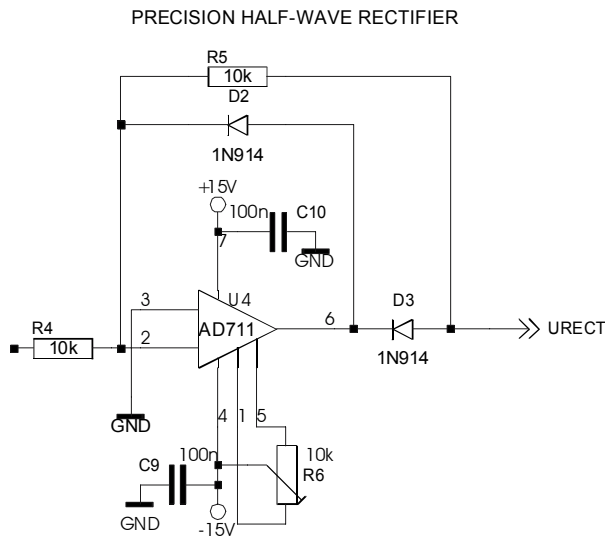 PRECISION HALF-WAVE RECTIFIER
R5
10k
D2
1N914
+15V
100n
C10
7
GND
3
U4
D3
R4
2
AD711
6
URECT
10k
1N914
GND
4
1
5
100n
10k
C9
R6
GND
-15V